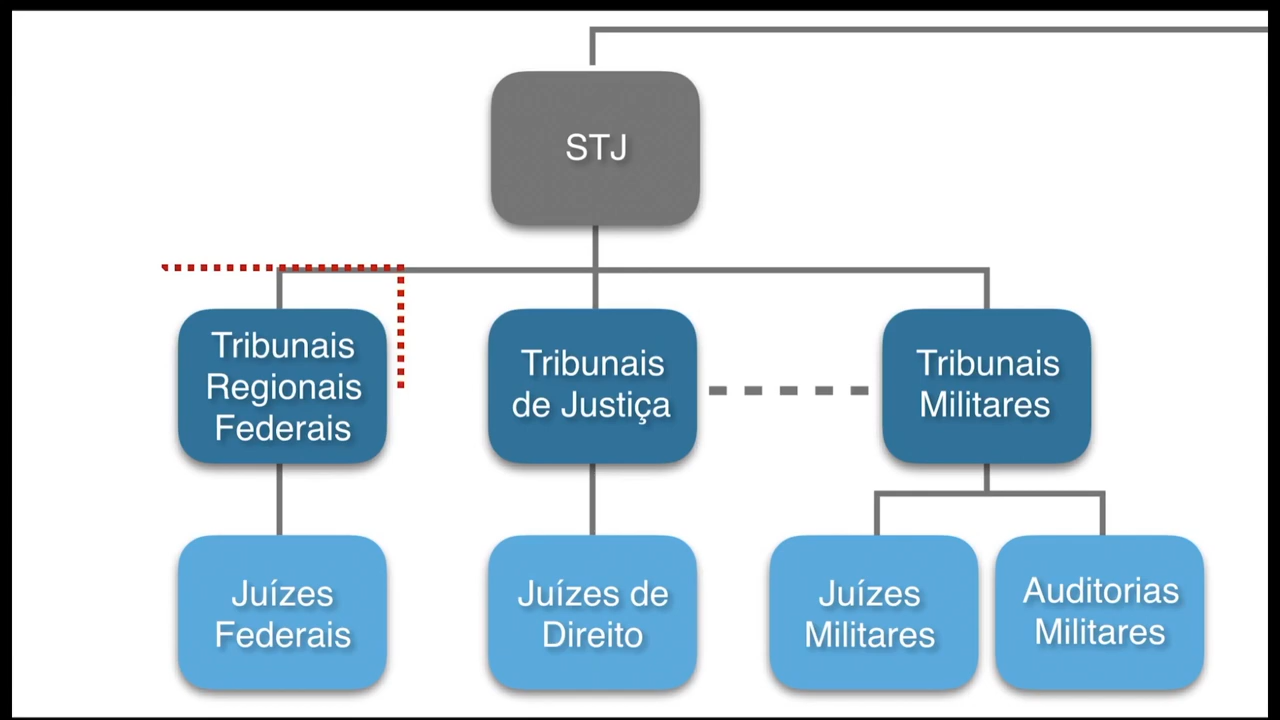 STJ
Tribunais
Regionais
Federais
Tribunais
de Justiça
Tribunais
Militares
Juízes
Federais
Juízes de
Direito
Juízes
Militares
Auditorias
Militares